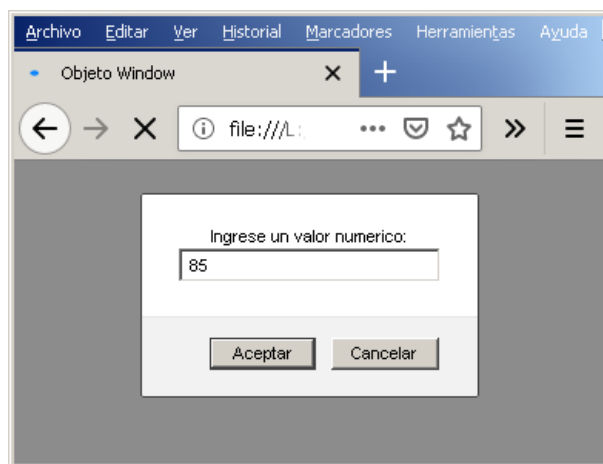 Archivo Editar Ver Historial Marcadores Herramientas Ayuda
Objeto Window
file:///L:
Ingrese un valor numerico:
85
Aceptar Cancelar